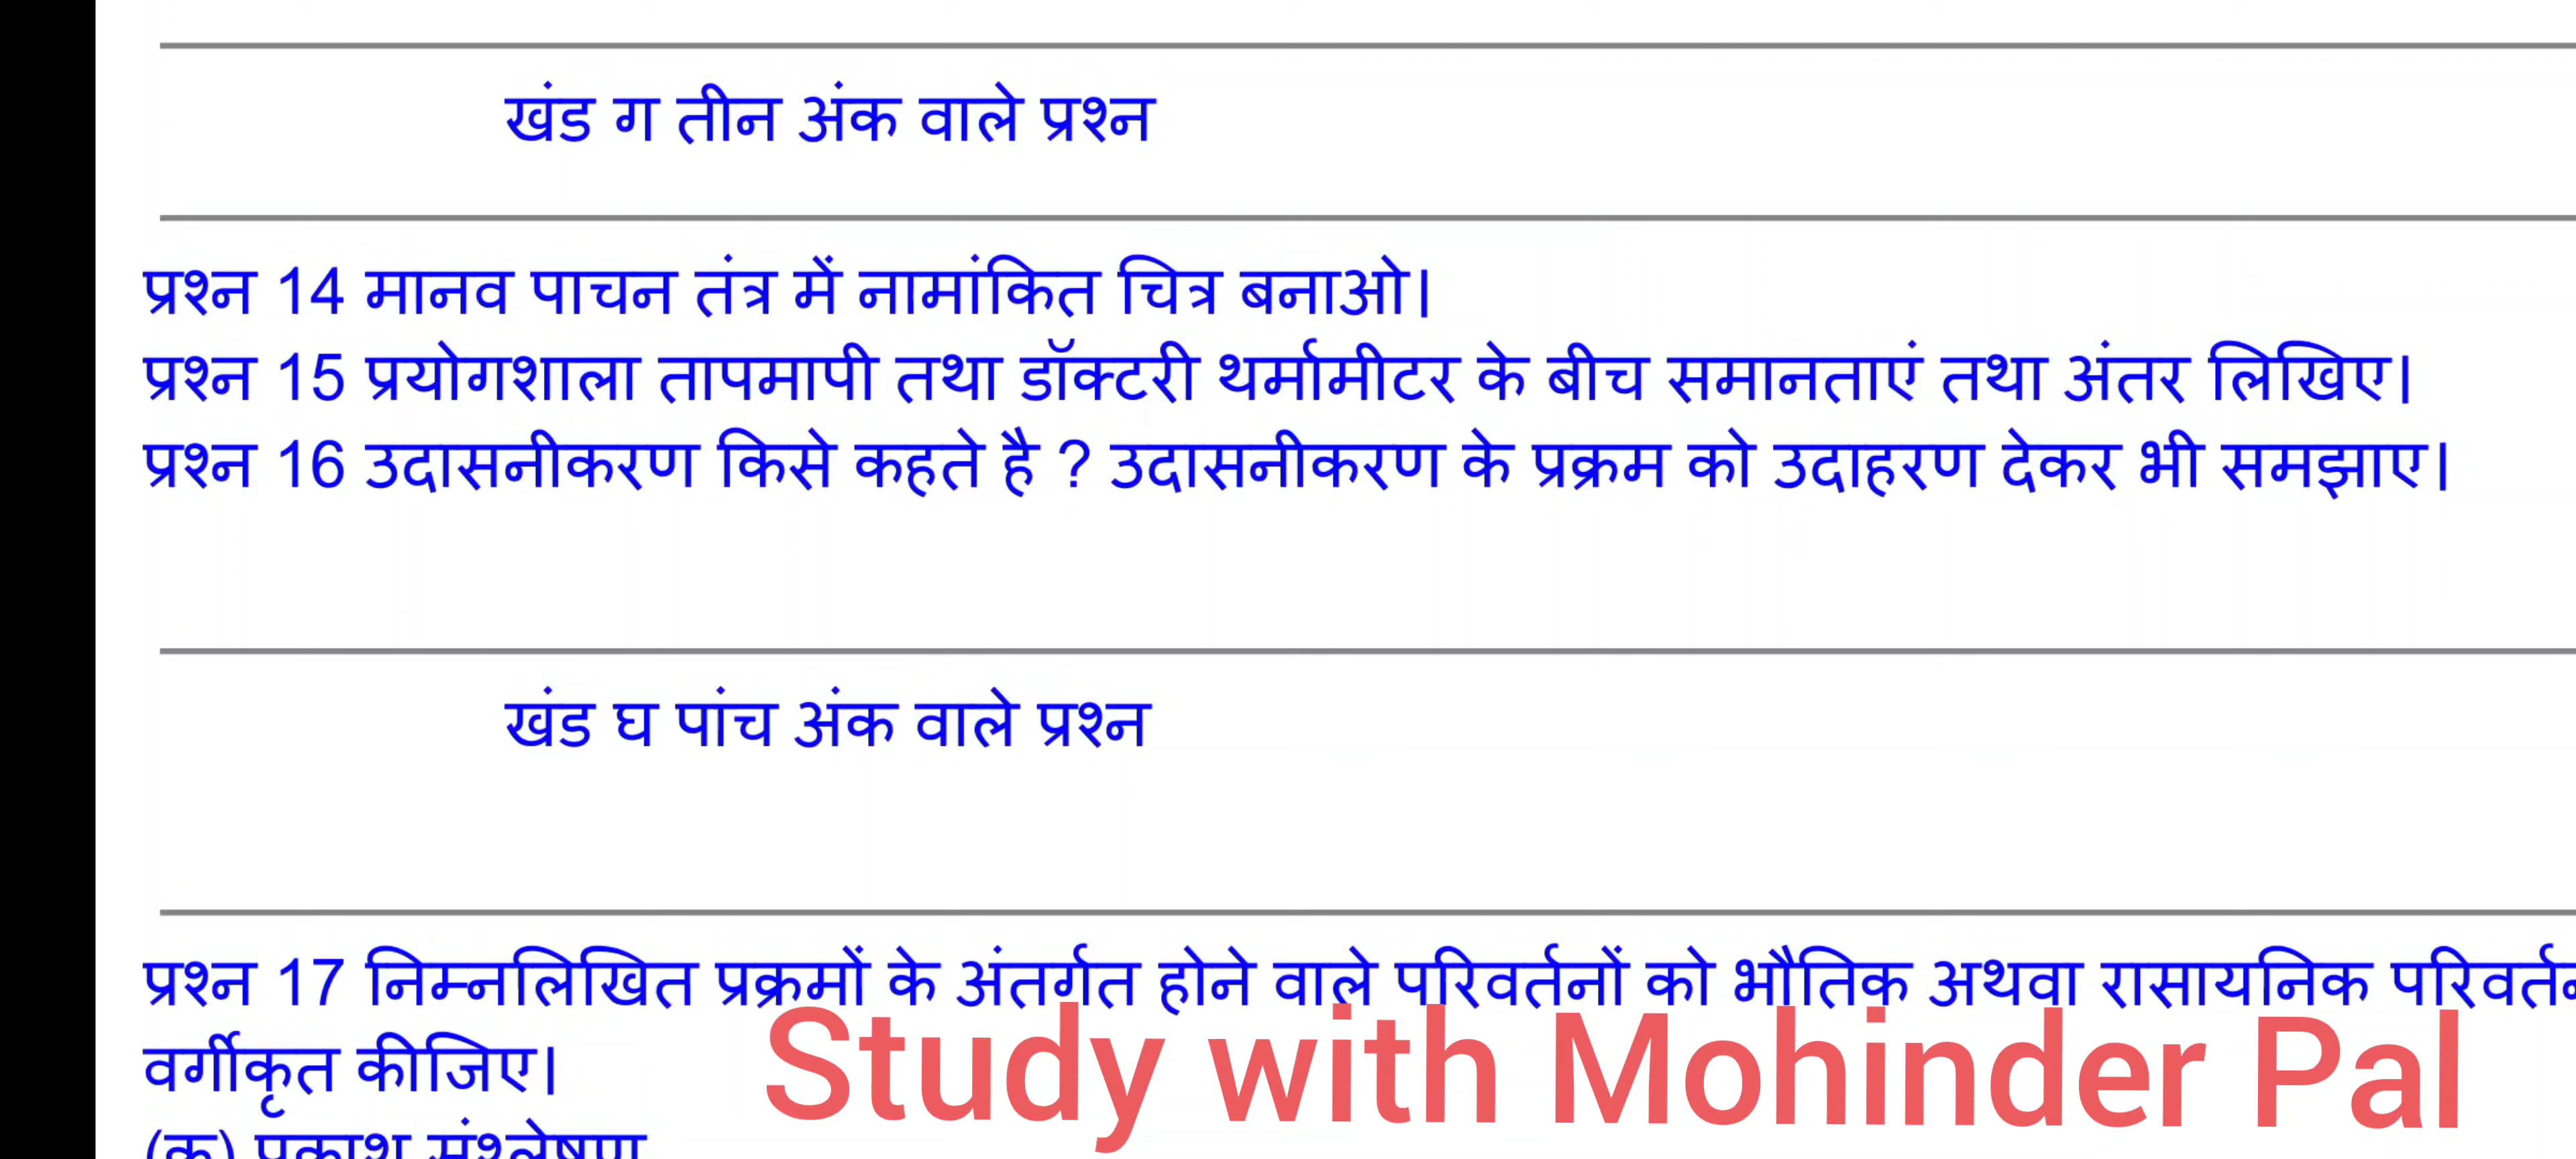 खंड ग तीन अंक वाले प्रश्न
प्रश्न 14 मानव पाचन तंत्र में नामांकित चित्र बनाओ।
प्रश्न 15 प्रयोगशाला तापमापी तथा डॉक्टरी थर्मामीटर के बीच समानताएं तथा अंतर लिखिए।
प्रश्न 16 उदासनीकरण किसे कहते है ? उदासनीकरण के प्रक्रम को उदाहरण देकर भी समझाए।
खंड घ पांच अंक वाले प्रश्न
प्रश्न 17 निम्नलिखित प्रक्रमों के अंतर्गत होने वाले परिवर्तनों को भौतिक अथवा रासायनिक
वर्गीकृत कीजिए।
Study with Mohinder Pal
(क) प्रकाश संश्लेषण